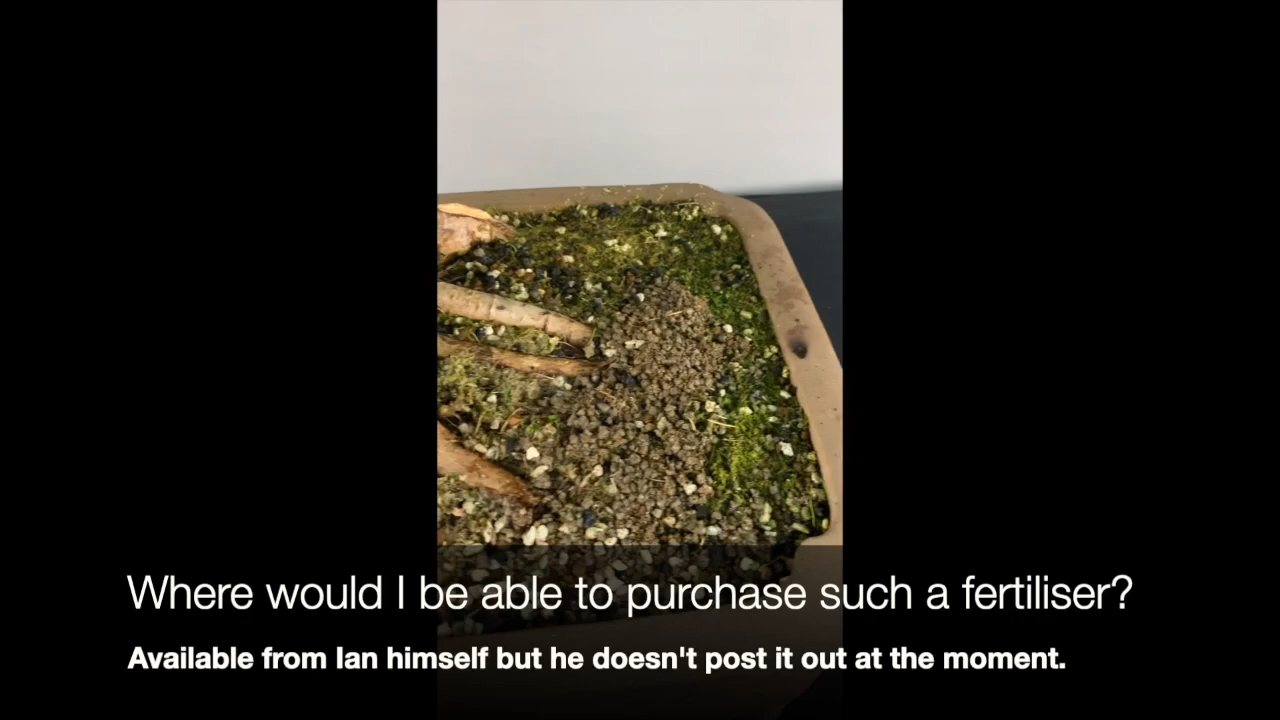 Where would I be able to purchase such a fertiliser?
Available from Ian himself but he doesn't post it out at the moment.